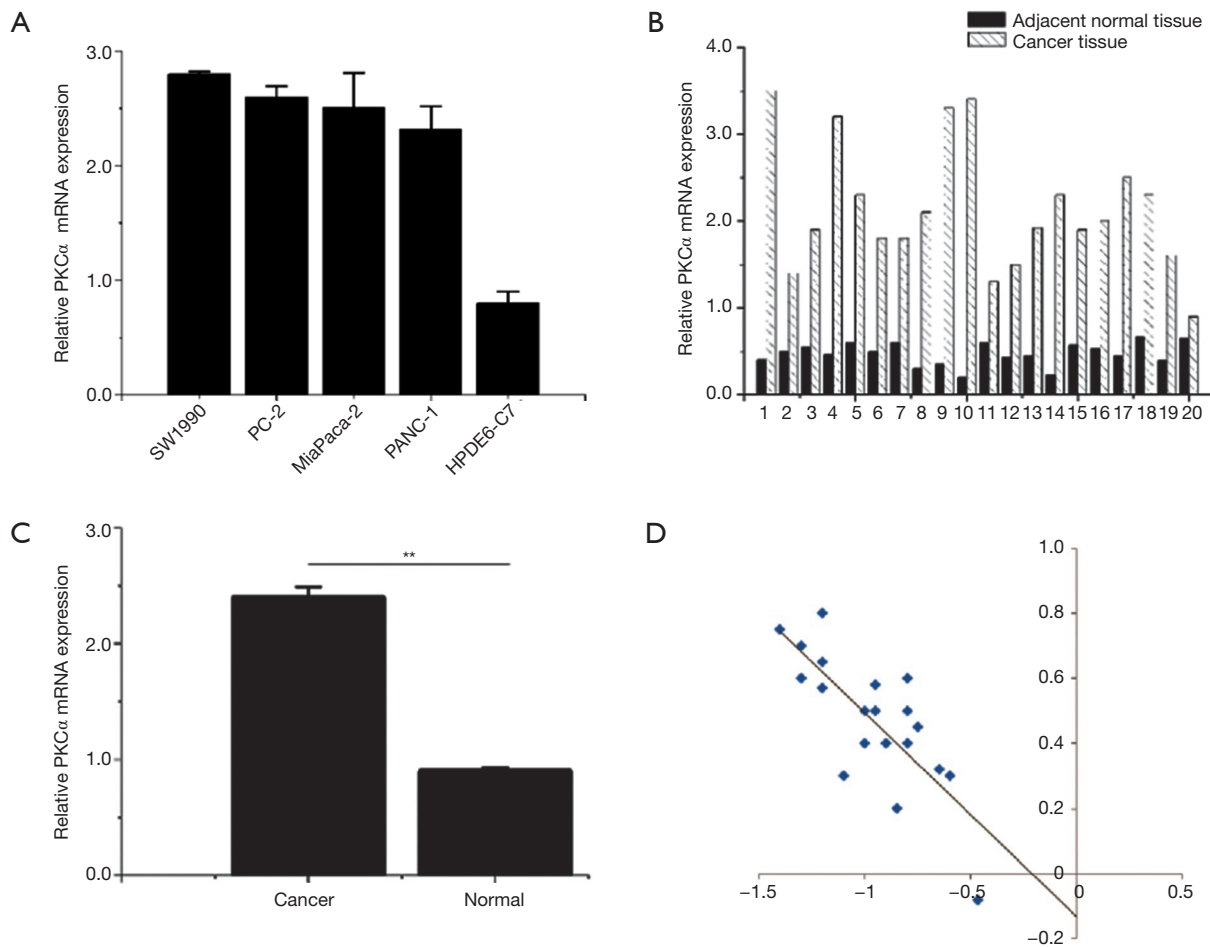 A
Relative PKCα mRNA expression
3.0
2.0
1.0
0.0
SW1990
PC-2
MiaPaca-2
PANC-1
HPDE6-C7
B
Adjacent normal tissue
Cancer tissue
Relative PKCα mRNA expression
4.0
3.0
2.0
1.0
0.0
1 2 3 4 5 6 7 8 9 10 11 12 13 14 15 16 17 18 19 20
C
Relative PKCα mRNA expression
3.0
2.0
1.0
0.0
**
Cancer Normal
D
1.0
0.8
0.6
0.4
0.2
0
−0.2
−1.5 −1 −0.5 0 0.5